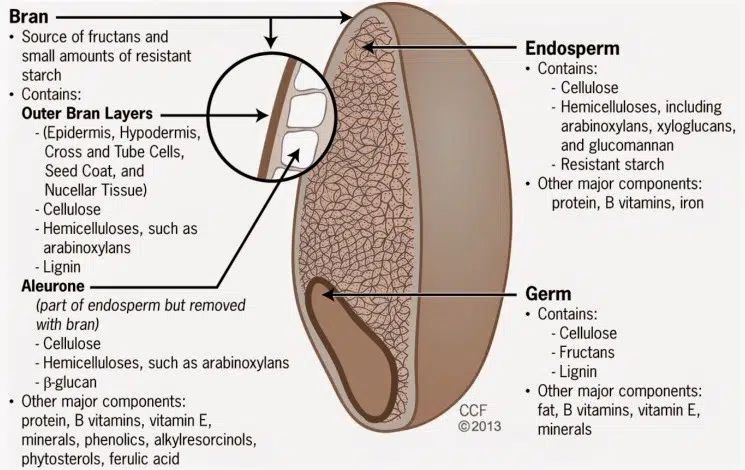 Bran
• Source of fructans and
small amounts of resistant
starch
• Contains:
Outer Bran Layers
- (Epidermis, Hypodermis,
Cross and Tube Cells,
Seed Coat, and
Nucellar Tissue)
- Cellulose
- Hemicelluloses, such as
arabinoxylans
- Lignin
Aleurone
(part of endosperm but removed
with bran)
- Cellulose
- Hemicelluloses, such as arabinoxylans
- β-glucan
• Other major components:
protein, B vitamins, vitamin E,
minerals, phenolics, alkylresorcinols,
phytosterols, ferulic acid
Endosperm
• Contains:
- Cellulose
- Hemicelluloses, including
arabinoxylans, xyloglucans,
and glucomannan
- Resistant starch
• Other major components:
protein, B vitamins, iron
Germ
• Contains:
- Cellulose
- Fructans
- Lignin
• Other major components:
fat, B vitamins, vitamin E,
minerals
CCF
©2013